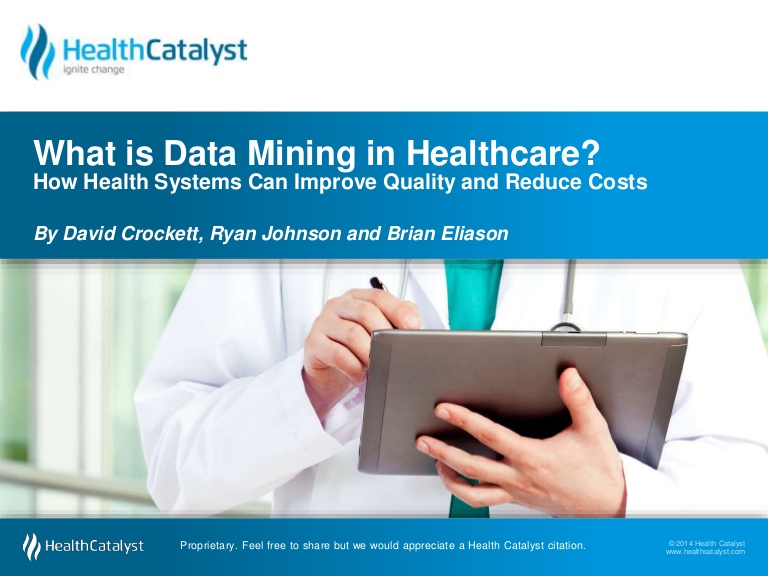 HealthCatalyst
ignite change
What is Data Mining in Healthcare?
How Health Systems Can Improve Quality and Reduce Costs
By David Crockett, Ryan Johnson and Brian Eliason
HealthCatalyst
Proprietary. Feel free to share but we would appreciate a Health Catalyst citation.
© 2014 Health Catalyst
www.healthcatalyst.com